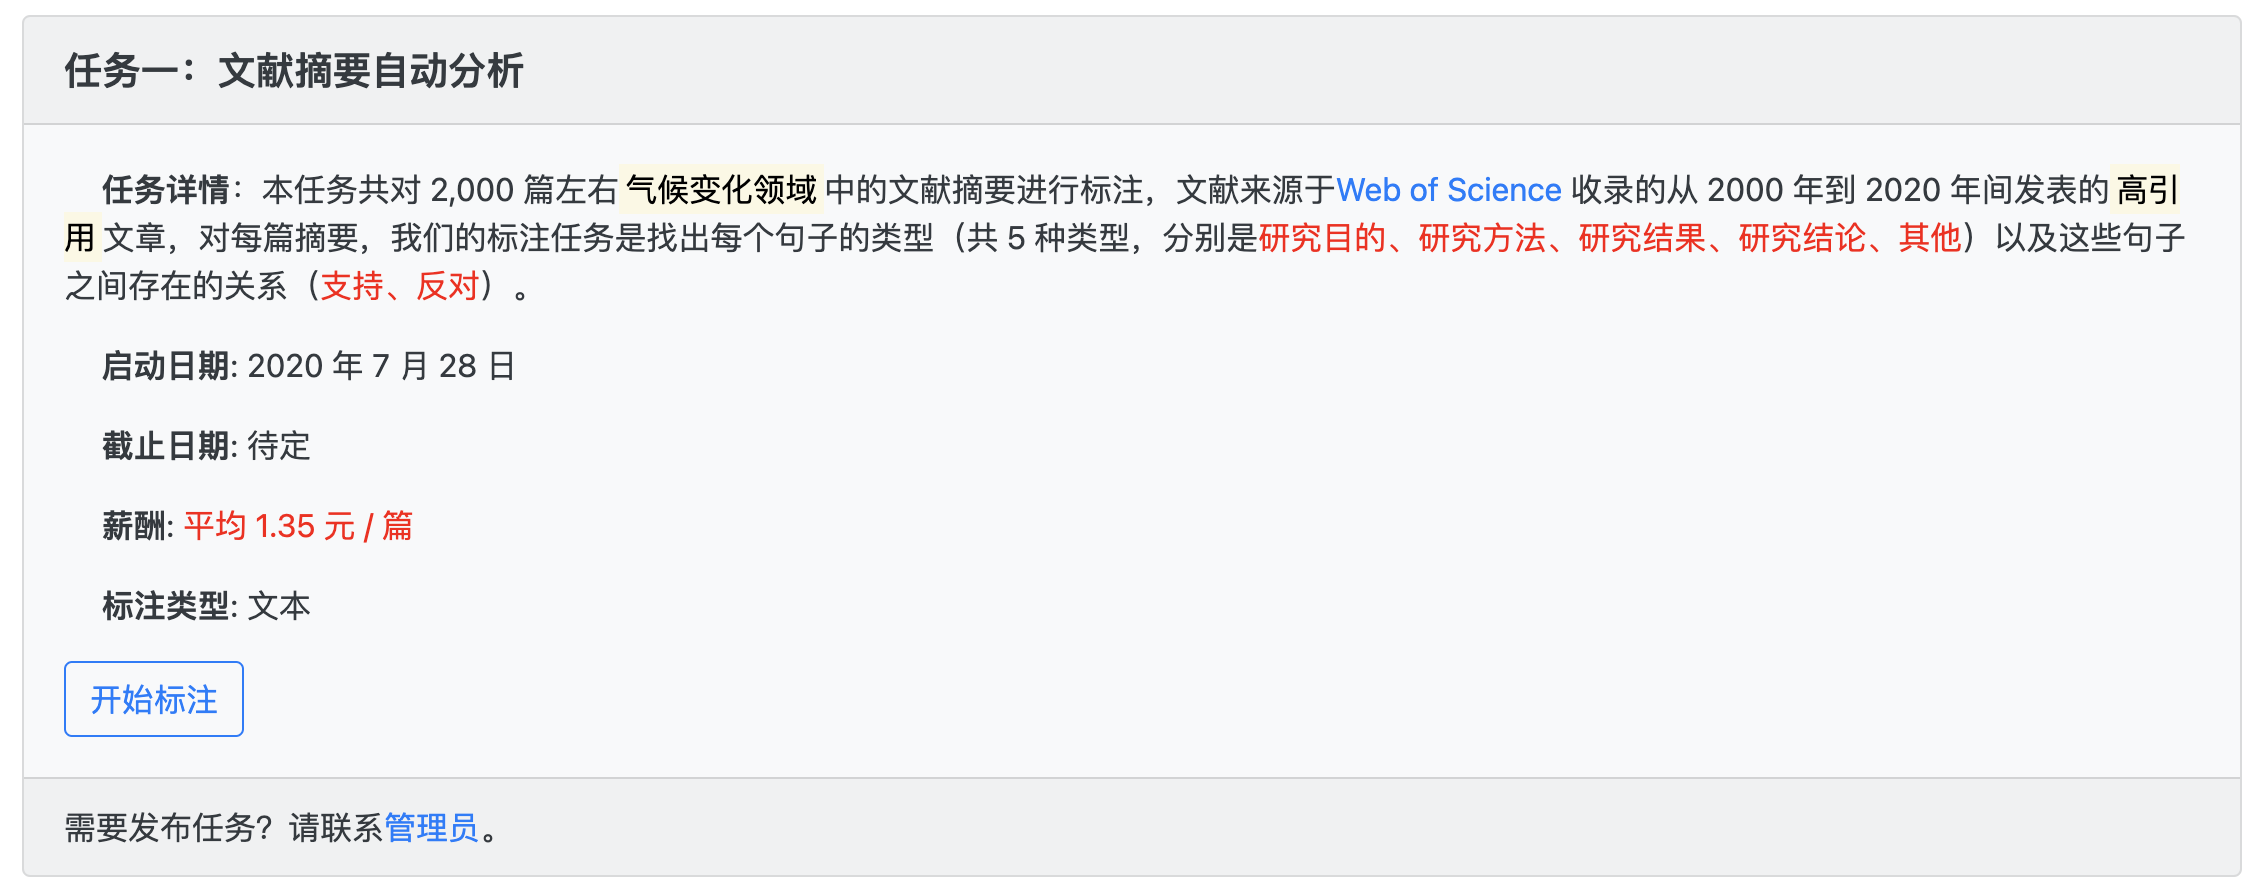 任务一：文献摘要自动分析
任务详情：本任务共对 2,000 篇左右 气候变化领域 中的文献摘要进行标注，文献来源于Web of Science 收录的从 2000 年到 2020 年间发表的 高引
用 文章，对每篇摘要，我们的标注任务是找出每个句子的类型（共 5 种类型，分别是研究目的、研究方法、研究结果、研究结论、其他）以及这些句子
之间存在的关系（支持、反对）。
启动日期: 2020 年 7 月 28 日
截止日期: 待定
薪酬: 平均 1.35 元 / 篇
标注类型: 文本
开始标注
需要发布任务？请联系管理员。